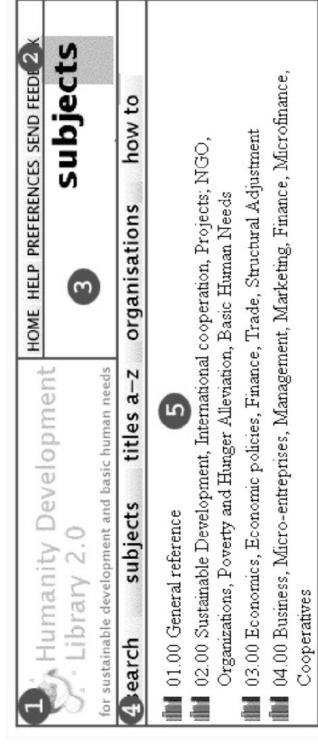 1 Humanity Development
Library 2.0
for sustainable development and basic human needs
HOME HELP PREFERENCES SEND FEED 2 K
3 subjects
4 earch subjects titles a–z organisations how to
5
01.00 General reference
02.00 Sustainable Development, International cooperation, Projects; NGO,
Organizations, Poverty and Hunger Alleviation, Basic Human Needs
03.00 Economics, Economic policies, Finance, Trade, Structural Adjustment
04.00 Business, Micro-entreprises, Management, Marketing, Finance, Microfinance,
Cooperatives